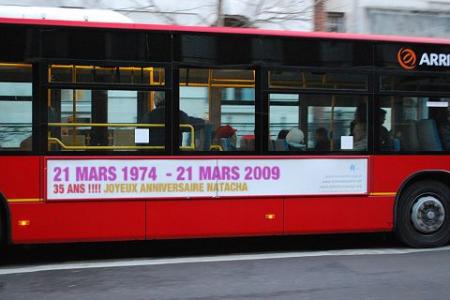 ARRI
21 MARS 1974 - 21 MARS 2009
35 ANS !!!! JOYEUX ANNIVERSAIRE NATACHA